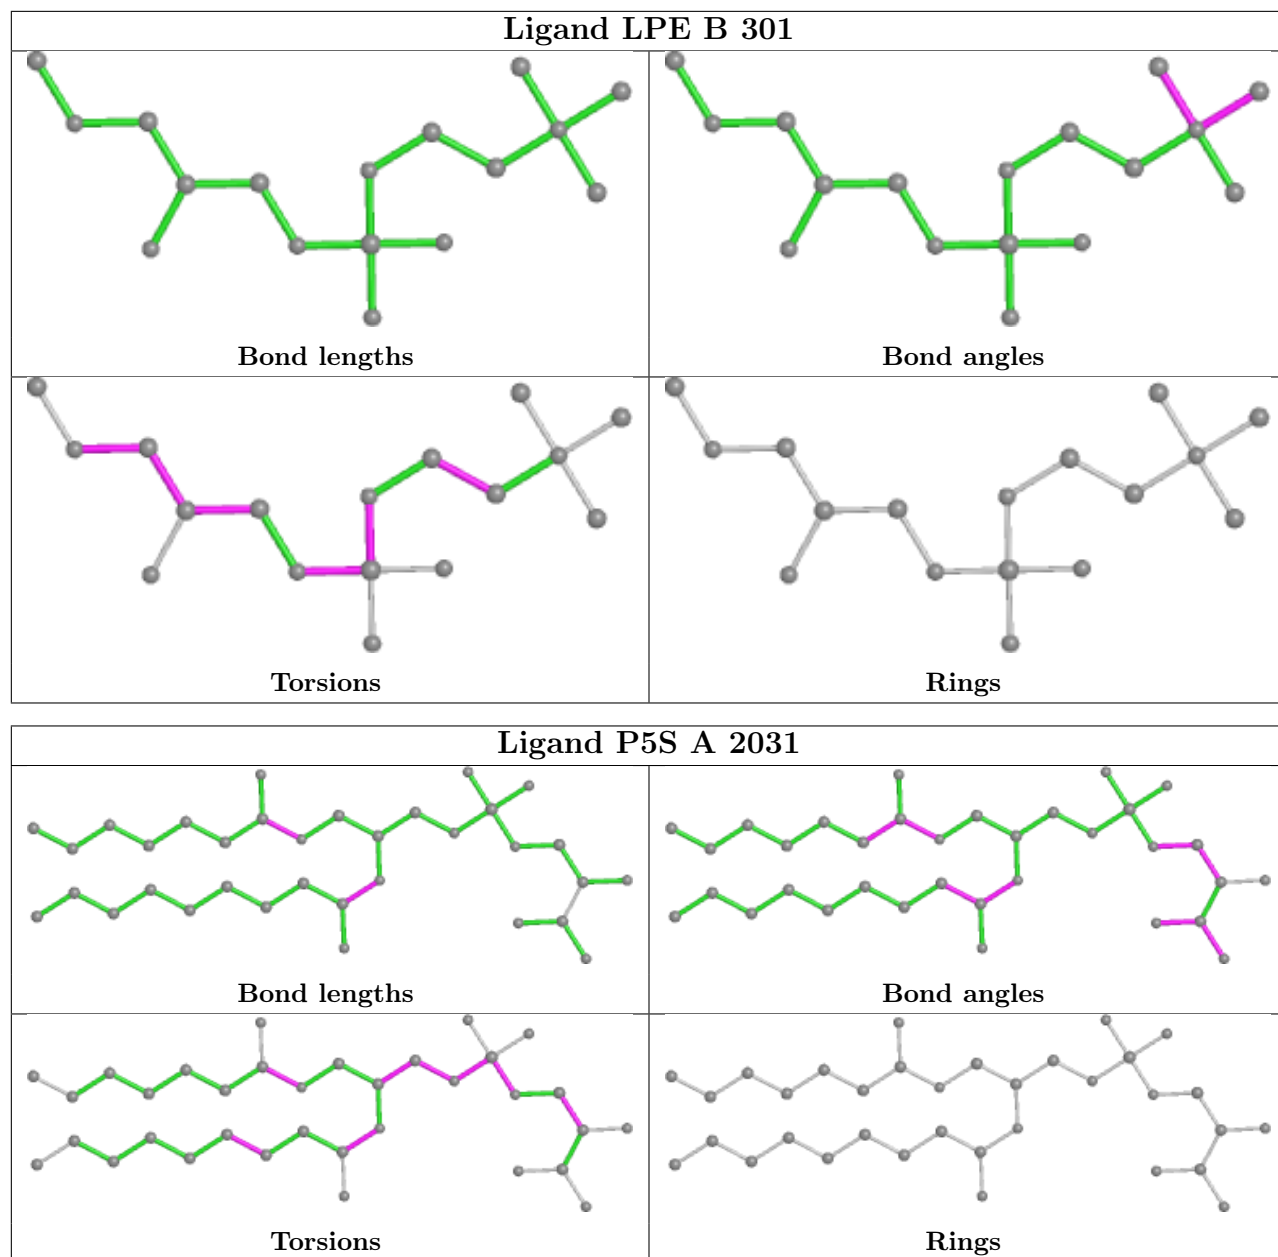 Ligand LPE B 301
Bond lengths
Bond angles
Torsions
Rings
Ligand P5S A 2031
Bond lengths
Bond angles
Torsions
Rings